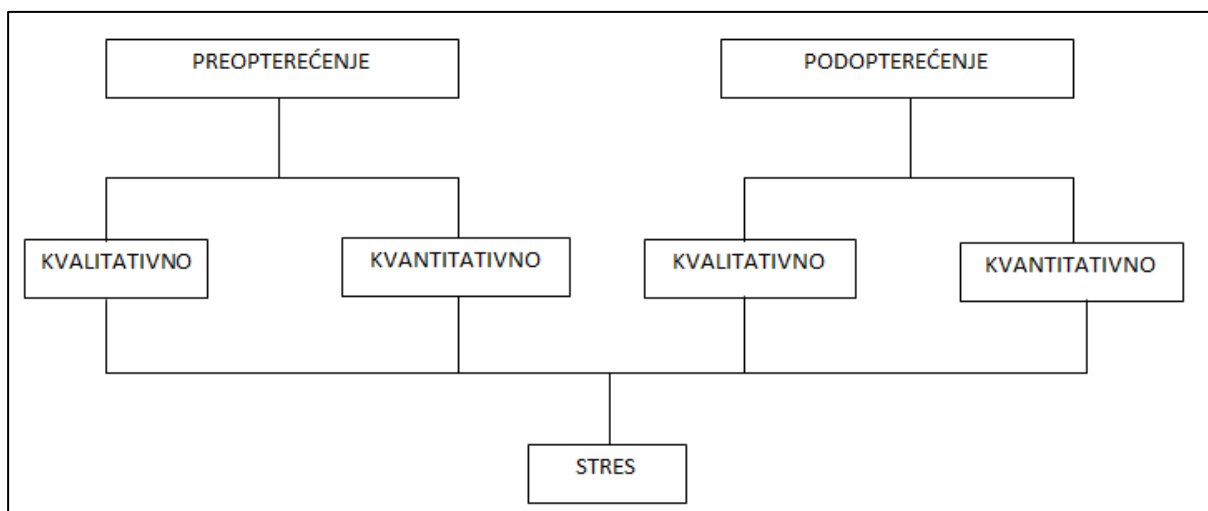 PREOPTEREĆENJE
PODOPTEREĆENJE
KVALITATIVNO
KVANTITATIVNO
KVALITATIVNO
KVANTITATIVNO
STRES